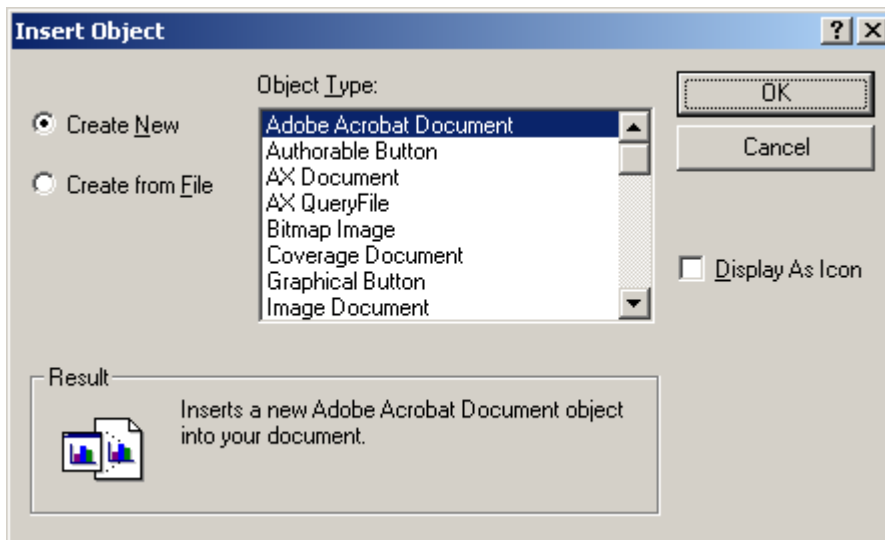 Insert Object
Object Type:
Create New
Create from File
Adobe Acrobat Document
Authorable Button
AX Document
AX QueryFile
Bitmap Image
Coverage Document
Graphical Button
Image Document
OK
Cancel
Display As Icon
Result
Inserts a new Adobe Acrobat Document object
into your document.